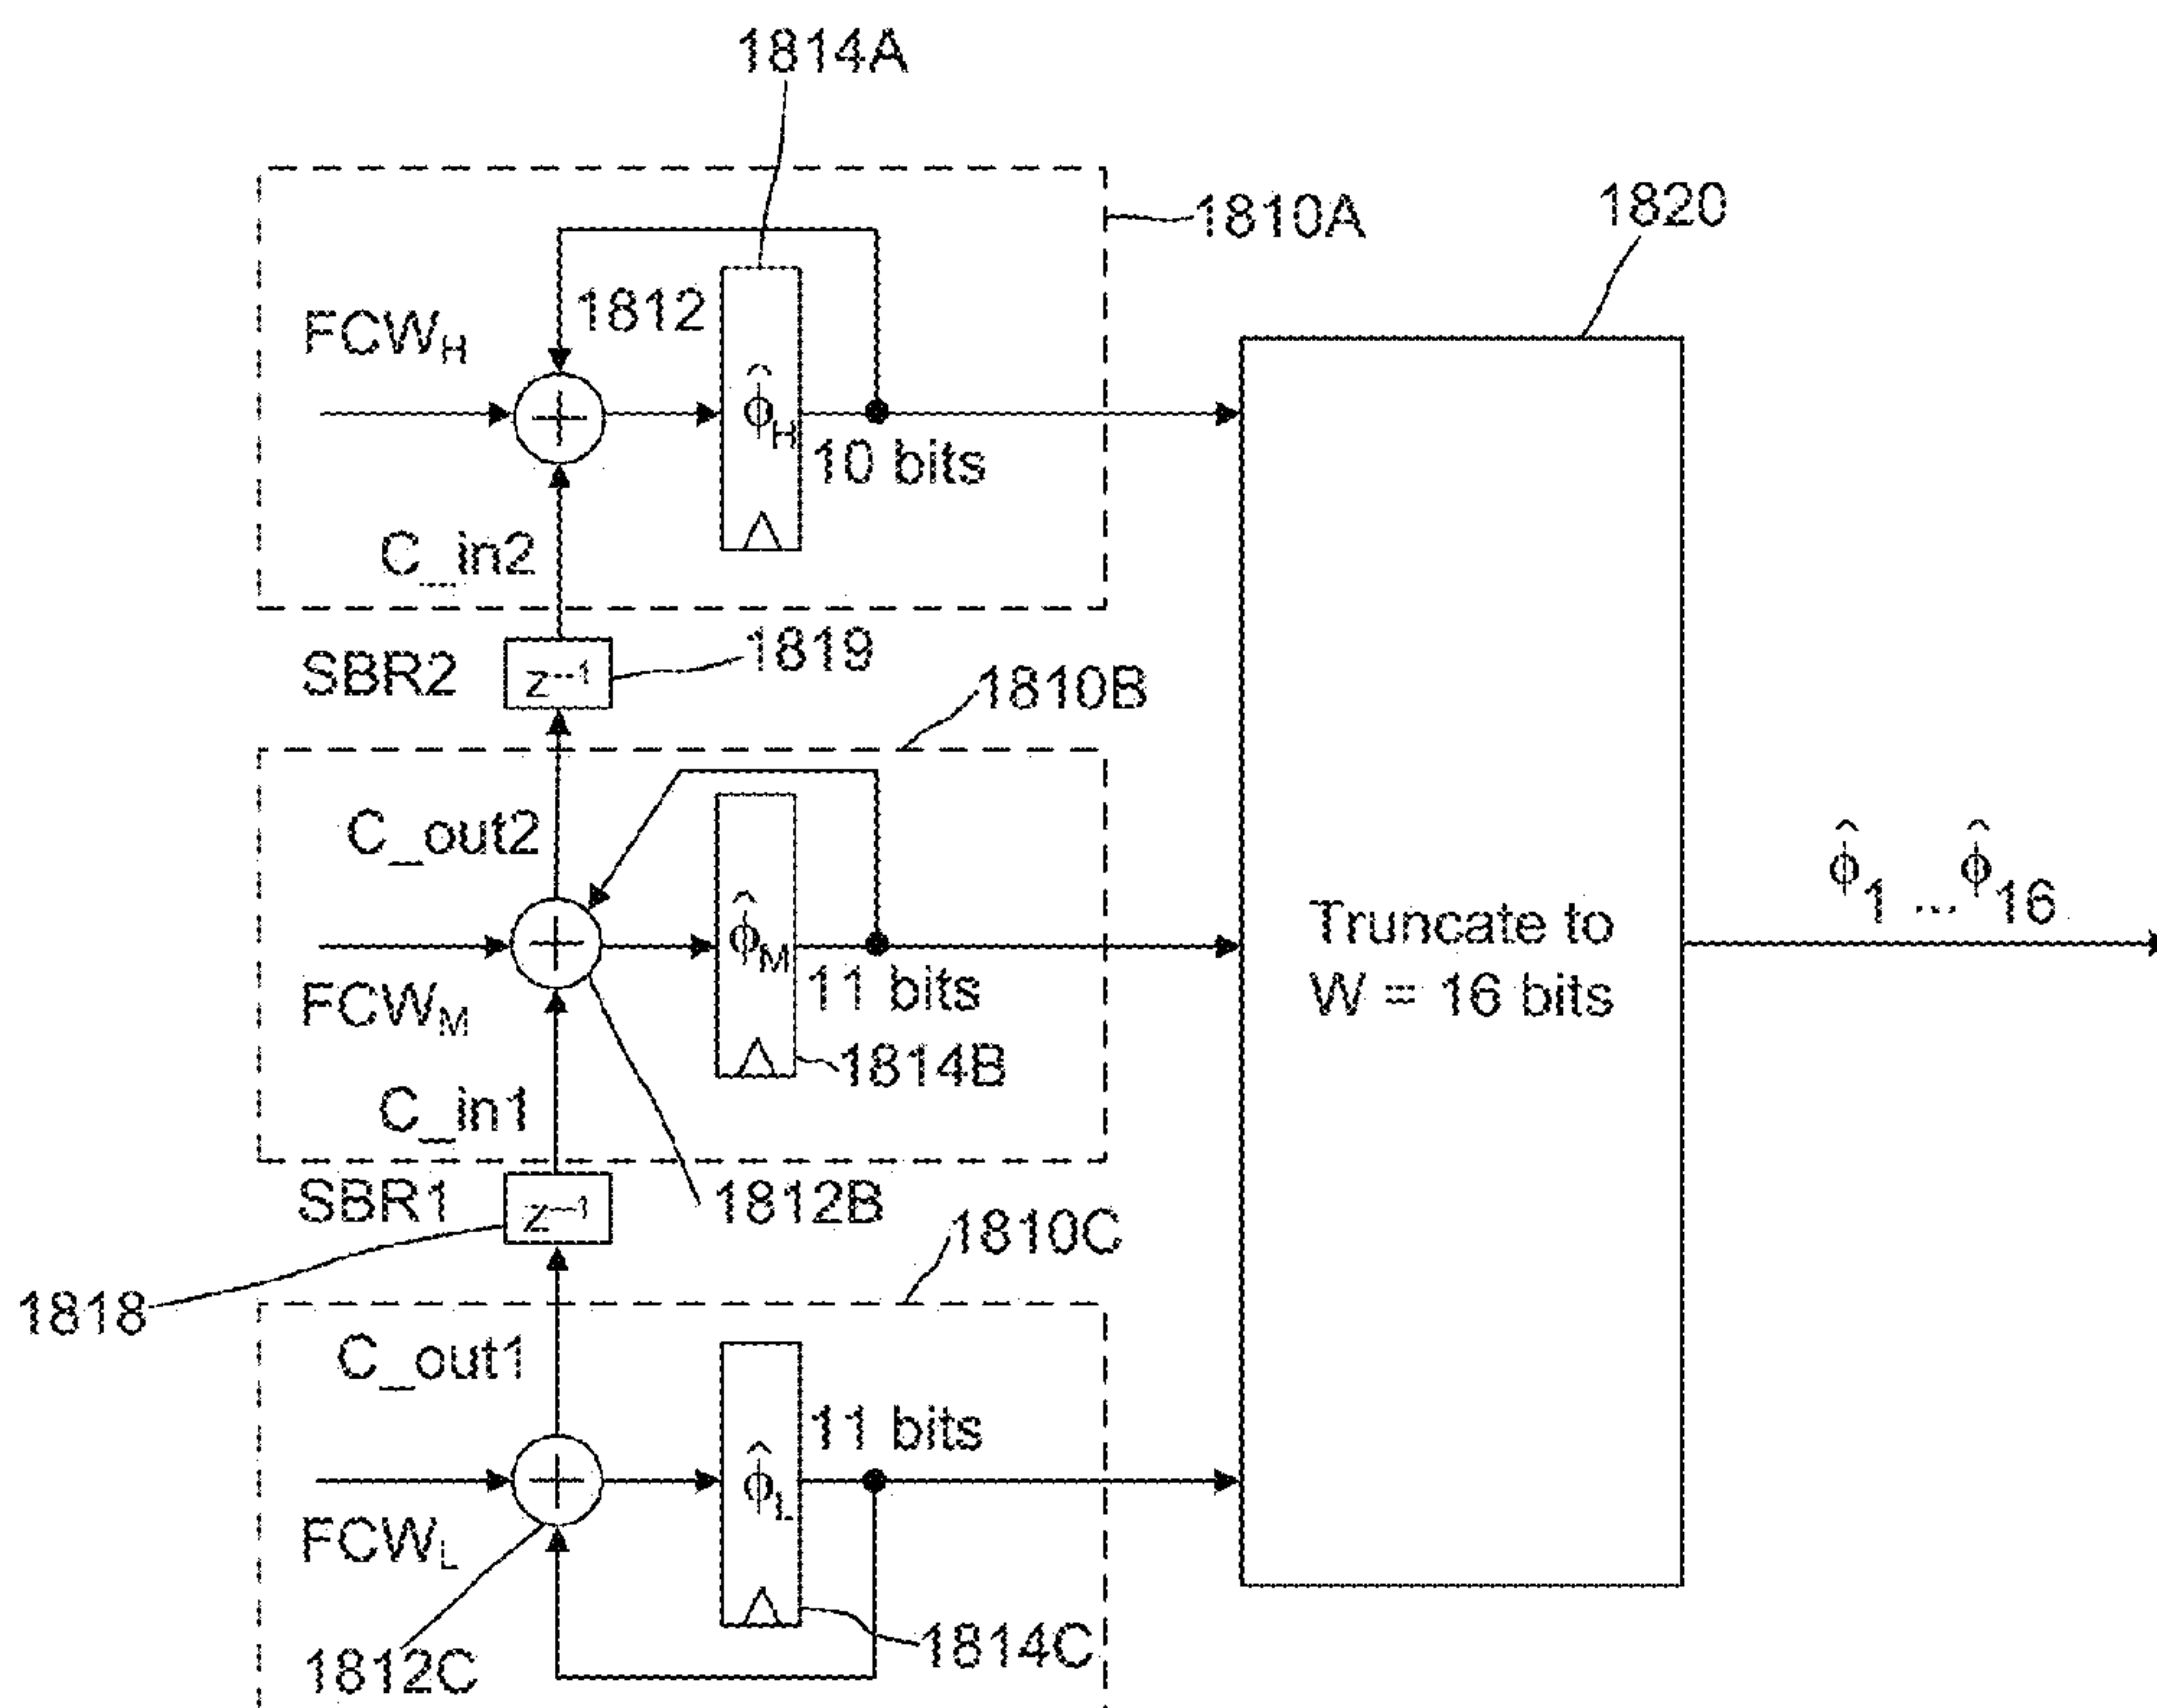 1814A
1810A
1820
1812
FCW_H
φ̂_H
10 bits
C_in2
SBR2
z⁻¹
1819
1810B
C_out2
φ̂_M
11 bits
FCW_M
1814B
C_in1
Truncate to
W = 16 bits
φ̂_1 ... φ̂_16
SBR1
z⁻¹
1812B
1810C
1818
C_out1
11 bits
φ̂_L
FCW_L
1814C
1812C